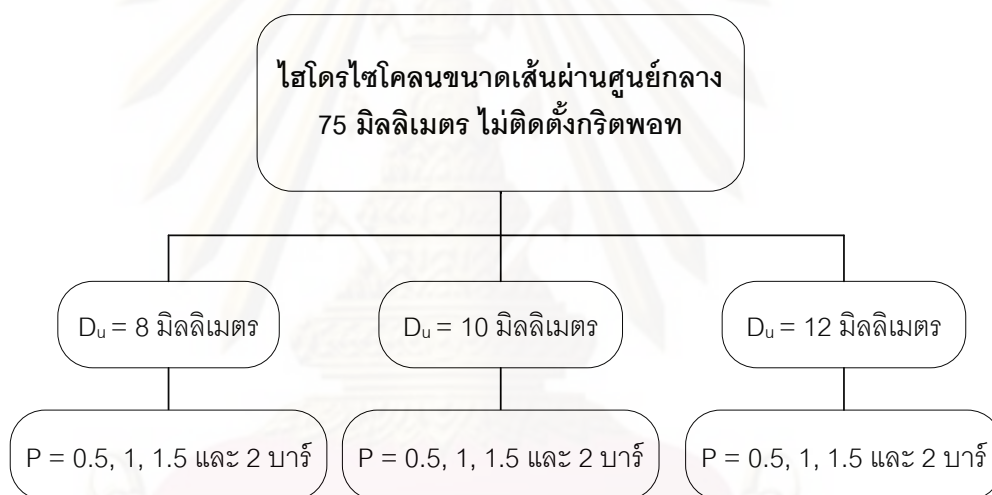 ไฮโดรไซโคลนขนาดเส้นผ่านศูนย์กลาง
75 มิลลิเมตร ไม่ติดตั้งกริตพอท
Du = 8 มิลลิเมตร
Du = 10 มิลลิเมตร
Du = 12 มิลลิเมตร
P = 0.5, 1, 1.5 และ 2 บาร์
P = 0.5, 1, 1.5 และ 2 บาร์
P = 0.5, 1, 1.5 และ 2 บาร์